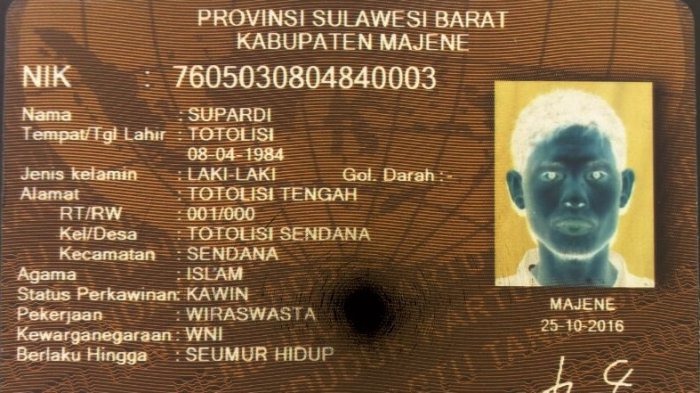 PROVINSI SULAWESI BARAT
KABUPATEN MAJENE
NIK : 7605030804840003
Nama : SUPARDI
Tempat/Tgl Lahir : TOTOLISI
08-04-1984
Jenis kelamin : LAKI-LAKI Gol. Darah : -
Alamat : TOTOLISI TENGAH
RT/RW : 001/000
Kel/Desa : TOTOLISI SENDANA
Kecamatan : SENDANA
Agama : ISLAM
Status Perkawinan: KAWIN
Pekerjaan : WIRASWASTA
Kewarganegaraan: WNI
Berlaku Hingga : SEUMUR HIDUP
MAJENE
25-10-2016